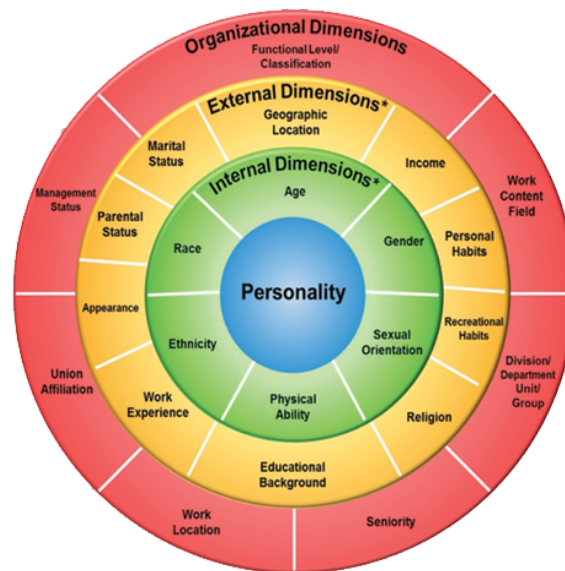 Organizational Dimensions
Functional Level/
Classification
External Dimensions*
Geographic
Location
Marital
Status
Income
Internal Dimensions*
Age
Management
Status
Work
Content
Field
Parental
Status
Race
Gender
Personal
Habits
Personality
Appearance
Recreational
Habits
Ethnicity
Sexual
Orientation
Union
Affiliation
Division/
Department
Unit/
Group
Work
Experience
Physical
Ability
Religion
Educational
Background
Work
Location
Seniority